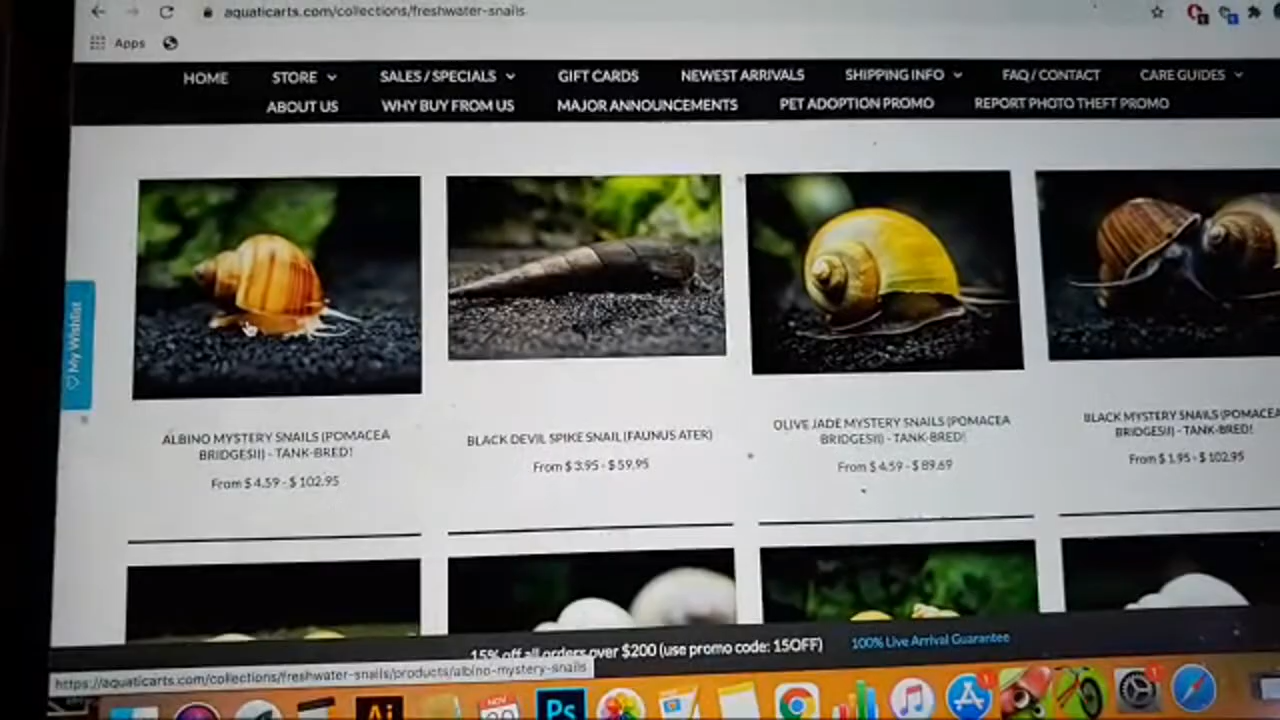 aquaticarts.com/collections/freshwater-snails
Apps
HOME STORE SALES / SPECIALS GIFT CARDS NEWEST ARRIVALS SHIPPING INFO FAQ / CONTACT CARE GUIDES
ABOUT US WHY BUY FROM US MAJOR ANNOUNCEMENTS PET ADOPTION PROMO REPORT PHOTO THEFT PROMO
My Wishlist
ALBINO MYSTERY SNAILS (POMACEA
BRIDGESII) - TANK-BRED!
From $ 4.59 - $ 102.95
BLACK DEVIL SPIKE SNAIL (FAUNUS ATER)
From $ 3.95 - $ 59.95
OLIVE JADE MYSTERY SNAILS (POMACEA
BRIDGESII) - TANK-BRED!
From $ 4.59 - $ 89.69
BLACK MYSTERY SNAILS (POMACEA
BRIDGESII) - TANK-BRED!
From $ 1.95 - $ 102.95
15% off all orders over $200 (use promo code: 15OFF) 100% Live Arrival Guarantee
https://aquaticarts.com/collections/freshwater-snails/products/albino-mystery-snails
Ai
NOV
Ps